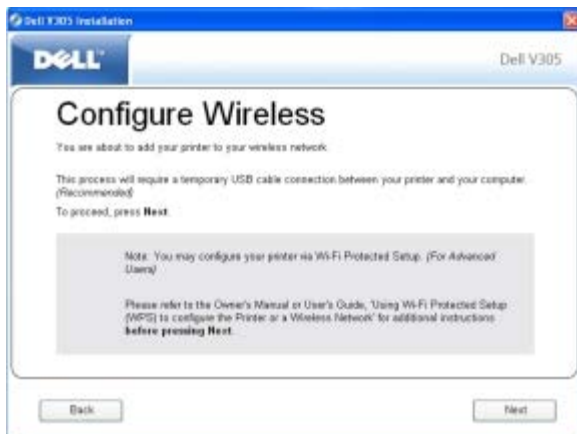 Dell V305 Installation
DELL™
Dell V305
Configure Wireless
You are about to add your printer to your wireless network.
This process will require a temporary USB cable connection between your printer and your computer.
(Recommended)
To proceed, press Next.
Note: You may configure your printer via Wi-Fi Protected Setup. (For Advanced
Users)
Please refer to the Owner's Manual or User's Guide, 'Using Wi-Fi Protected Setup
(WPS) to configure the Printer or a Wireless Network' for additional instructions
before pressing Next.
Back
Next